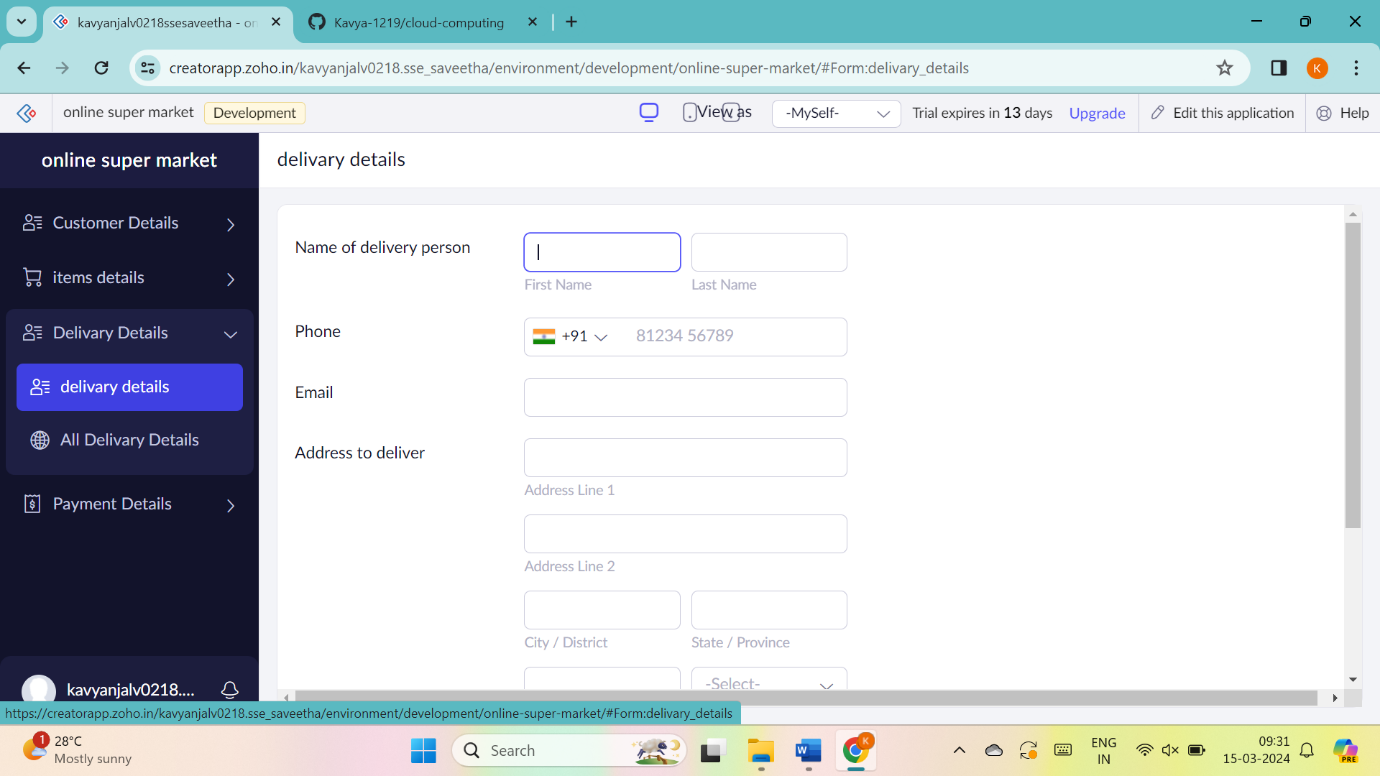 kavyanjalv0218ssesaveetha - on
Kavya-1219/cloud-computing
creatorapp.zoho.in/kavyanjalv0218.sse_saveetha/environment/development/online-super-market/#Form:delivary_details
K
online super market
Development
View as
-MySelf-
Trial expires in 13 days
Upgrade
Edit this application
Help
online super market
Customer Details
items details
Delivary Details
delivary details
All Delivary Details
Payment Details
kavyanjalv0218....
delivary details
Name of delivery person
First Name
Last Name
Phone
+91
81234 56789
Email
Address to deliver
Address Line 1
Address Line 2
City / District
State / Province
-Select-
https://creatorapp.zoho.in/kavyanjalv0218.sse_saveetha/environment/development/online-super-market/#Form:delivary_details
1
28°C
Mostly sunny
Search
W
K
ENG
IN
09:31
15-03-2024
PRE